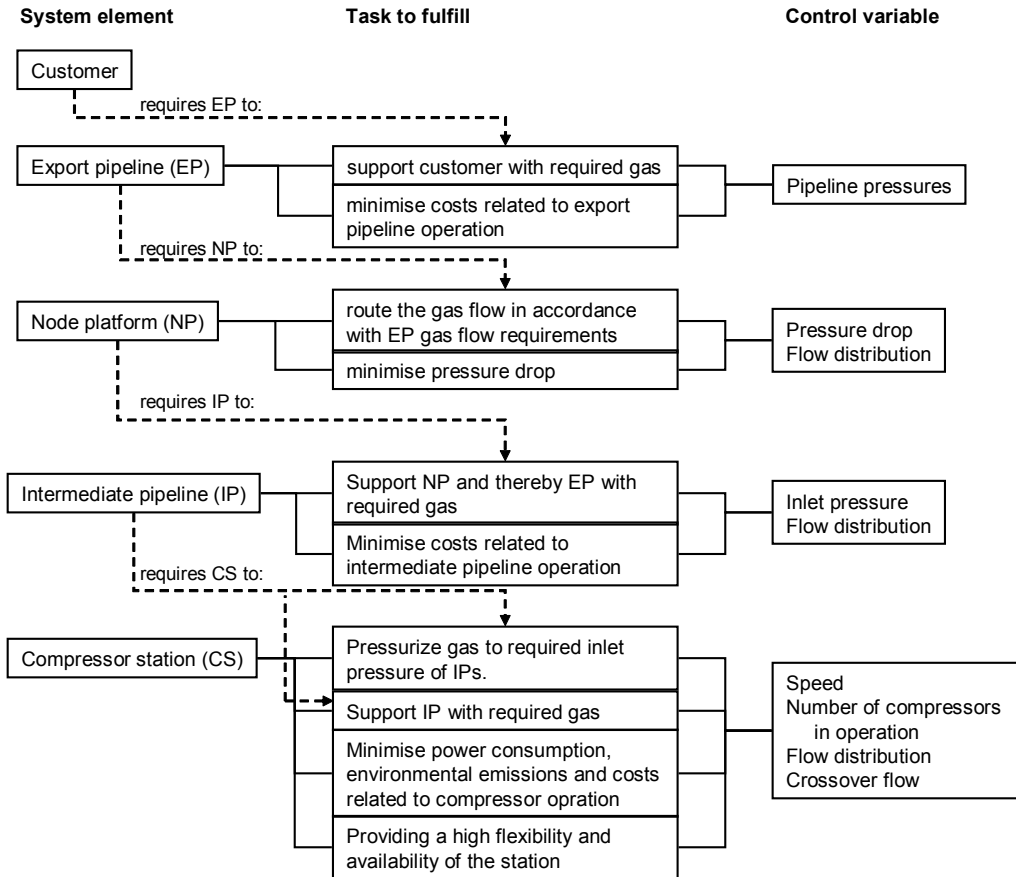 System element
Task to fulfill
Control variable
Customer
requires EP to:
Export pipeline (EP)
support customer with required gas
minimise costs related to export
pipeline operation
Pipeline pressures
requires NP to:
Node platform (NP)
route the gas flow in accordance
with EP gas flow requirements
minimise pressure drop
Pressure drop
Flow distribution
requires IP to:
Intermediate pipeline (IP)
Support NP and thereby EP with
required gas
Minimise costs related to
intermediate pipeline operation
Inlet pressure
Flow distribution
requires CS to:
Compressor station (CS)
Pressurize gas to required inlet
pressure of IPs.
Support IP with required gas
Minimise power consumption,
environmental emissions and costs
related to compressor opration
Providing a high flexibility and
availability of the station
Speed
Number of compressors
in operation
Flow distribution
Crossover flow